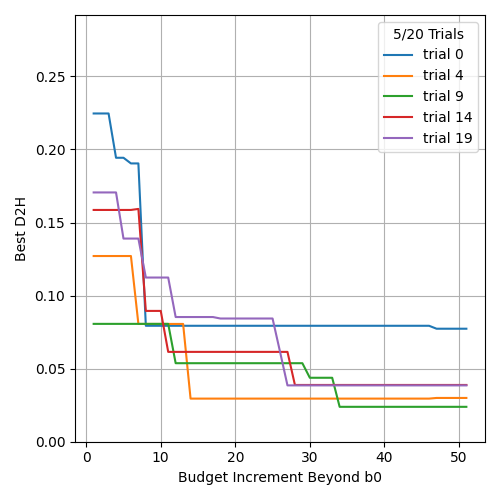 5/20 Trials
trial 0
trial 4
trial 9
trial 14
trial 19
Best D2H
0.25
0.20
0.15
0.10
0.05
0.00
0 10 20 30 40 50
Budget Increment Beyond b0